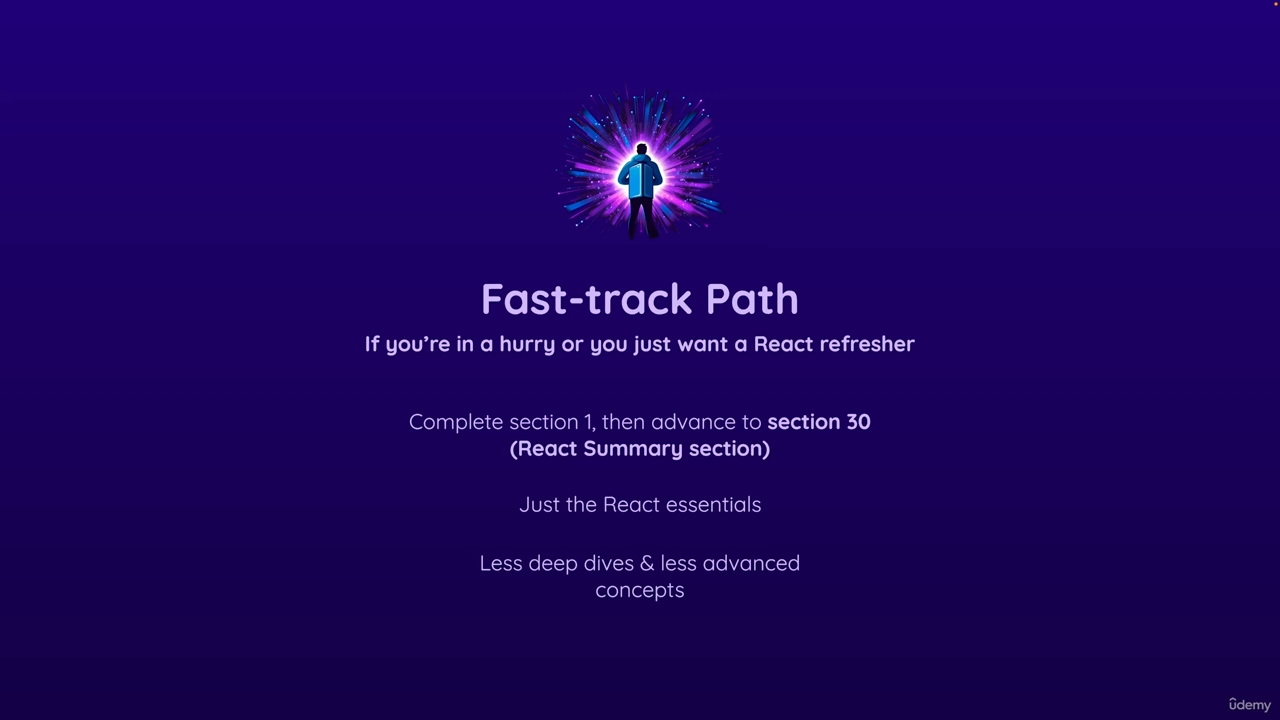 Fast-track Path
If you’re in a hurry or you just want a React refresher
Complete section 1, then advance to section 30
(React Summary section)
Just the React essentials
Less deep dives & less advanced
concepts
ûdemy